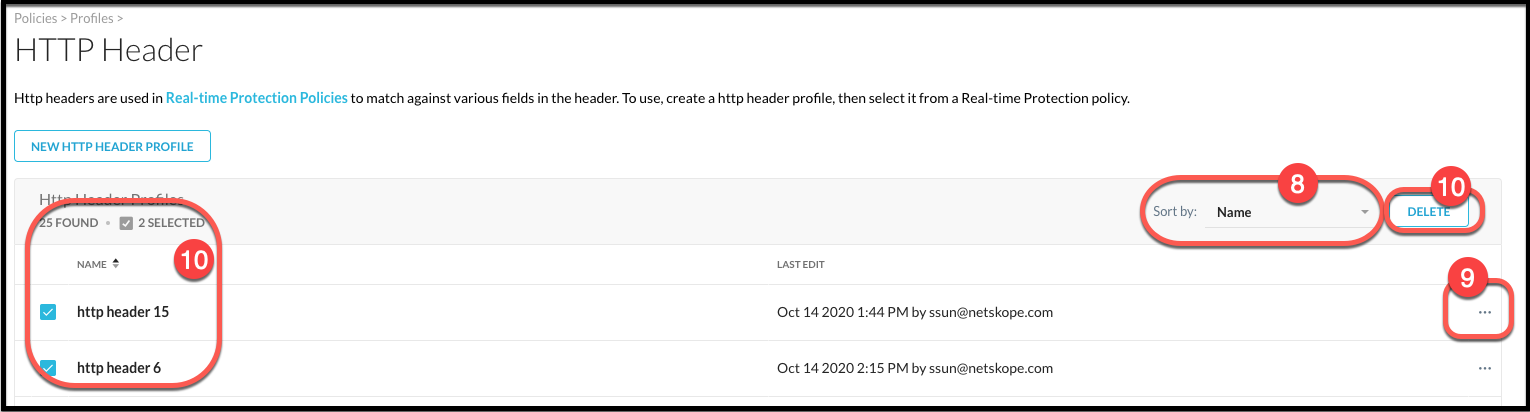 Policies > Profiles >
HTTP Header
Http headers are used in Real-time Protection Policies to match against various fields in the header. To use, create a http header profile, then select it from a Real-time Protection policy.
NEW HTTP HEADER PROFILE
Http Header Profiles
25 FOUND • 2 SELECTED
Sort by: Name
DELETE
8
10
10
NAME
LAST EDIT
9
http header 15
Oct 14 2020 1:44 PM by ssun@netskope.com
...
http header 6
Oct 14 2020 2:15 PM by ssun@netskope.com
...